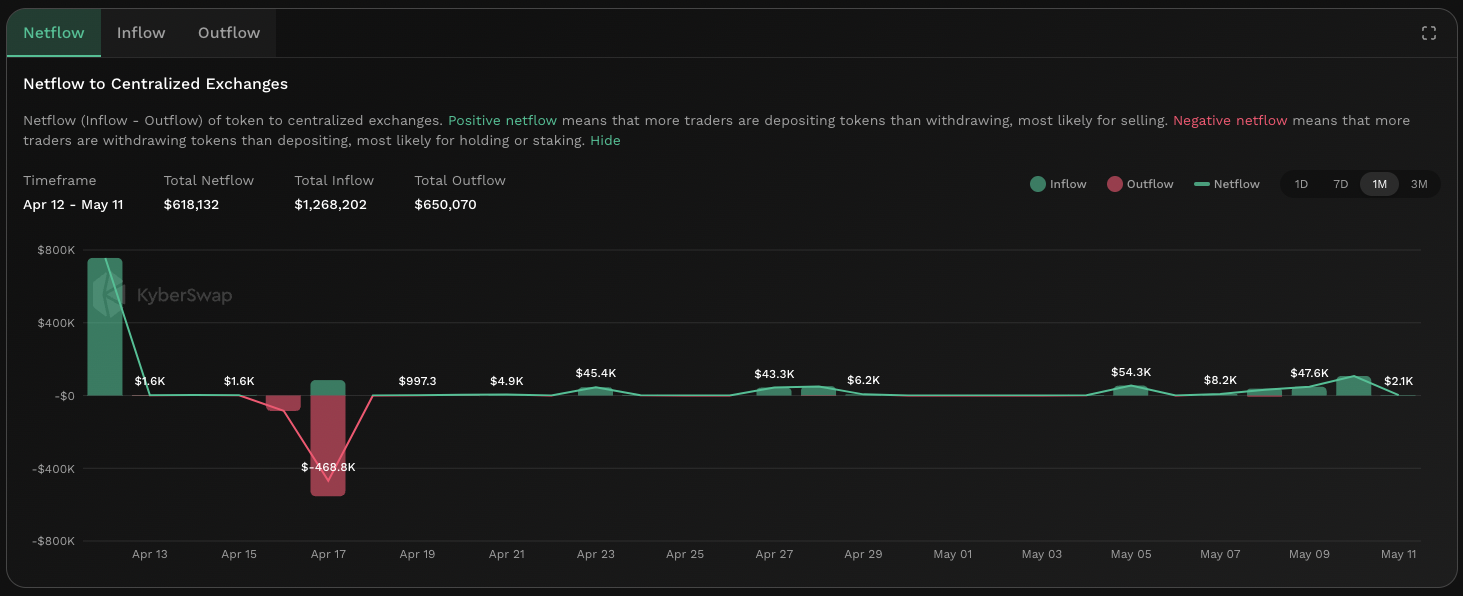 Netflow Inflow Outflow
Netflow to Centralized Exchanges
Netflow (Inflow - Outflow) of token to centralized exchanges. Positive netflow means that more traders are depositing tokens than withdrawing, most likely for selling. Negative netflow means that more
traders are withdrawing tokens than depositing, most likely for holding or staking. Hide
Timeframe Total Netflow Total Inflow Total Outflow
Apr 12 - May 11 $618,132 $1,268,202 $650,070
Inflow Outflow Netflow 1D 7D 1M 3M
$800K
KyberSwap
$400K
$1.6K $1.6K $997.3 $4.9K $45.4K $43.3K $6.2K $54.3K $8.2K $47.6K $2.1K
-$0
$-468.8K
-$400K
-$800K
Apr 13 Apr 15 Apr 17 Apr 19 Apr 21 Apr 23 Apr 25 Apr 27 Apr 29 May 01 May 03 May 05 May 07 May 09 May 11